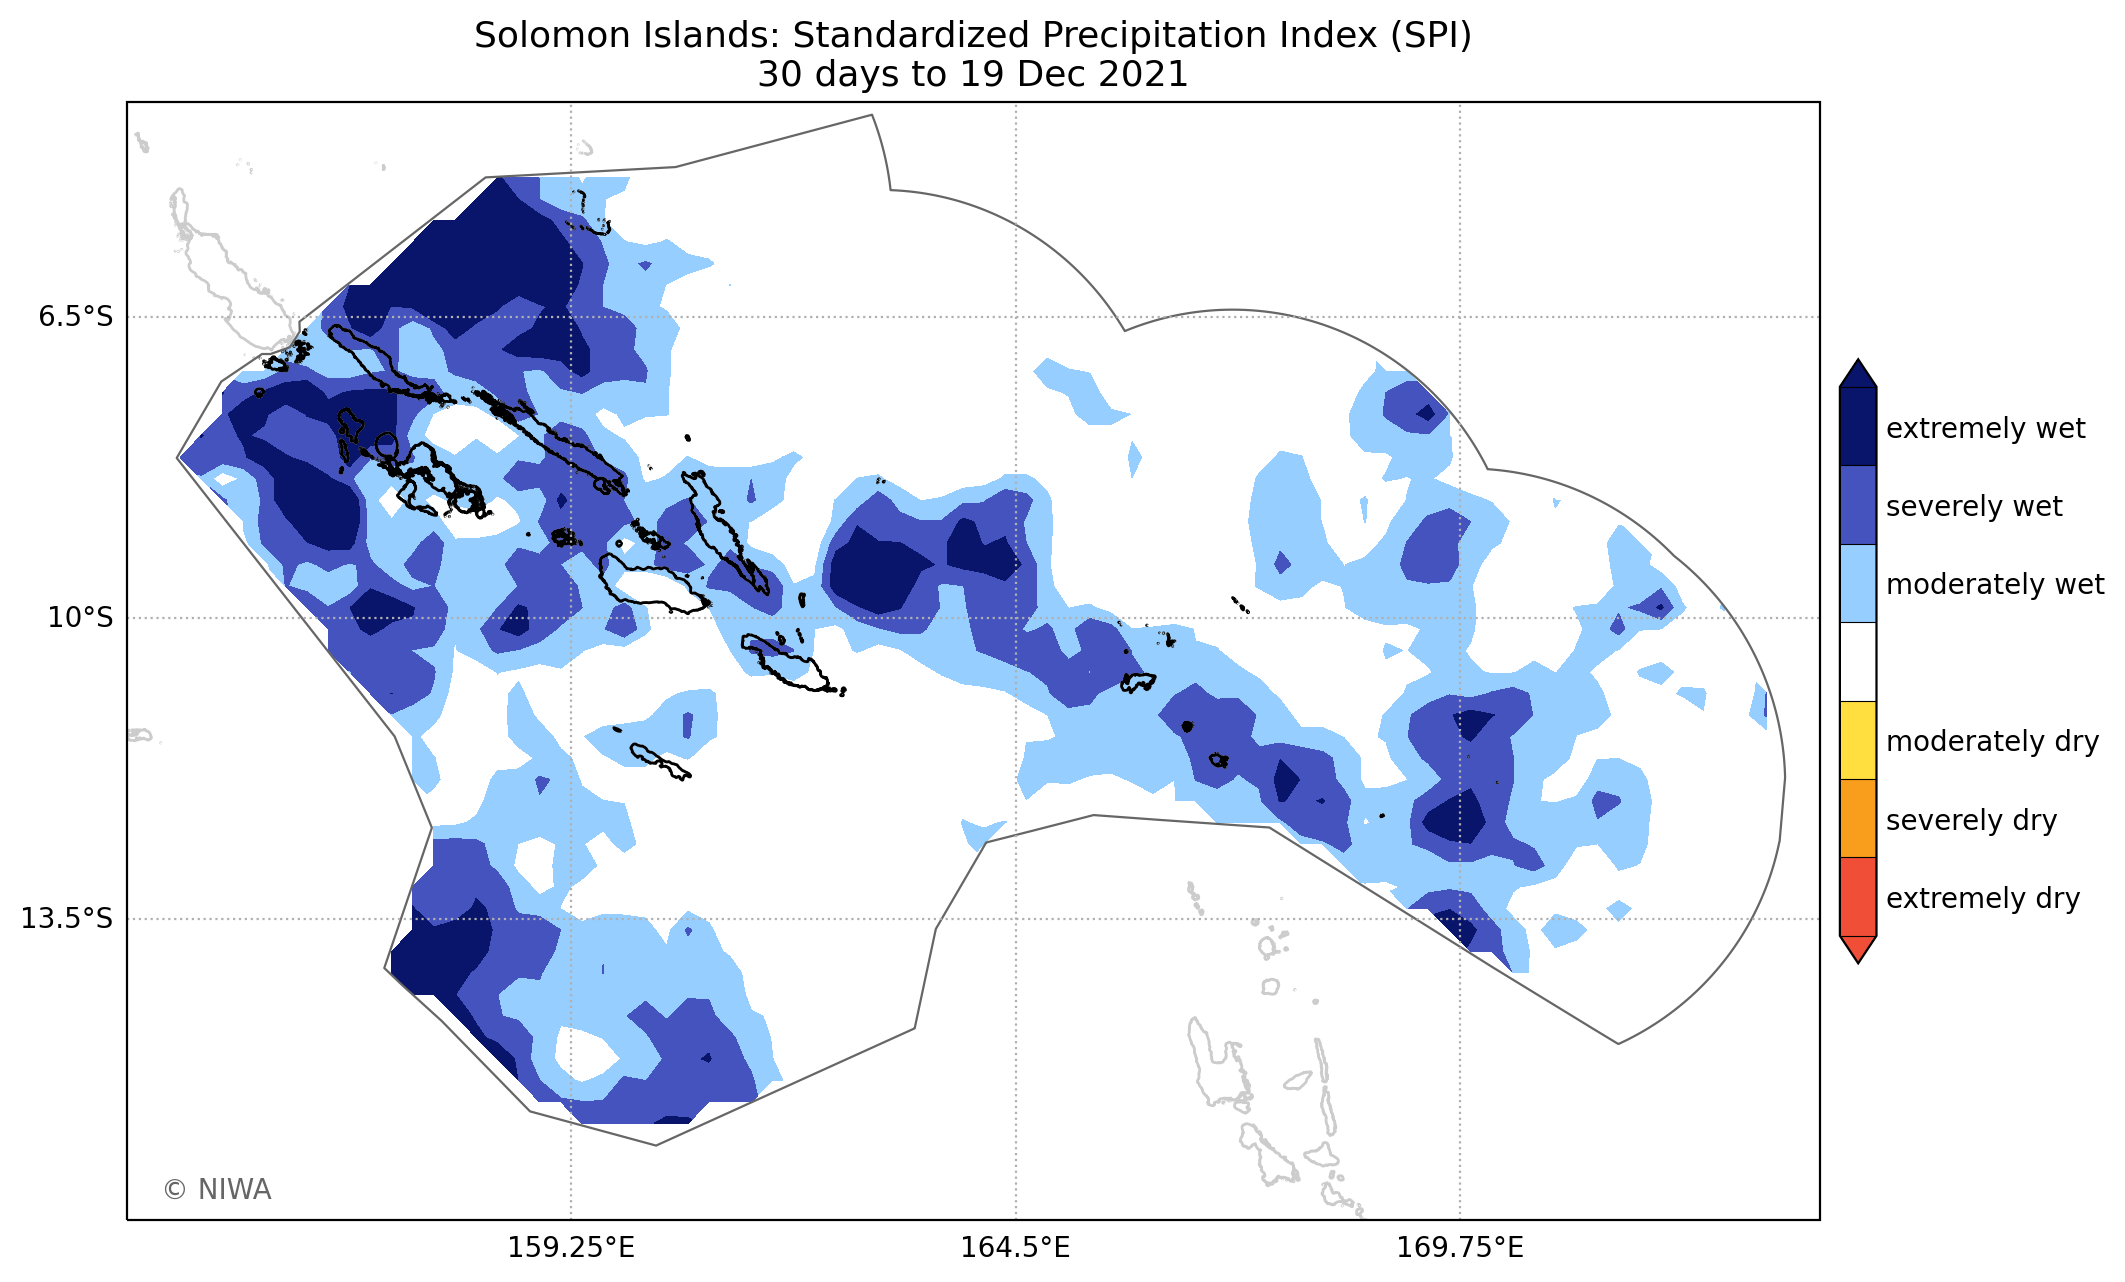 Solomon Islands: Standardized Precipitation Index (SPI)
30 days to 19 Dec 2021
6.5°S
10°S
13.5°S
159.25°E
164.5°E
169.75°E
extremely wet
severely wet
moderately wet
moderately dry
severely dry
extremely dry
© NIWA